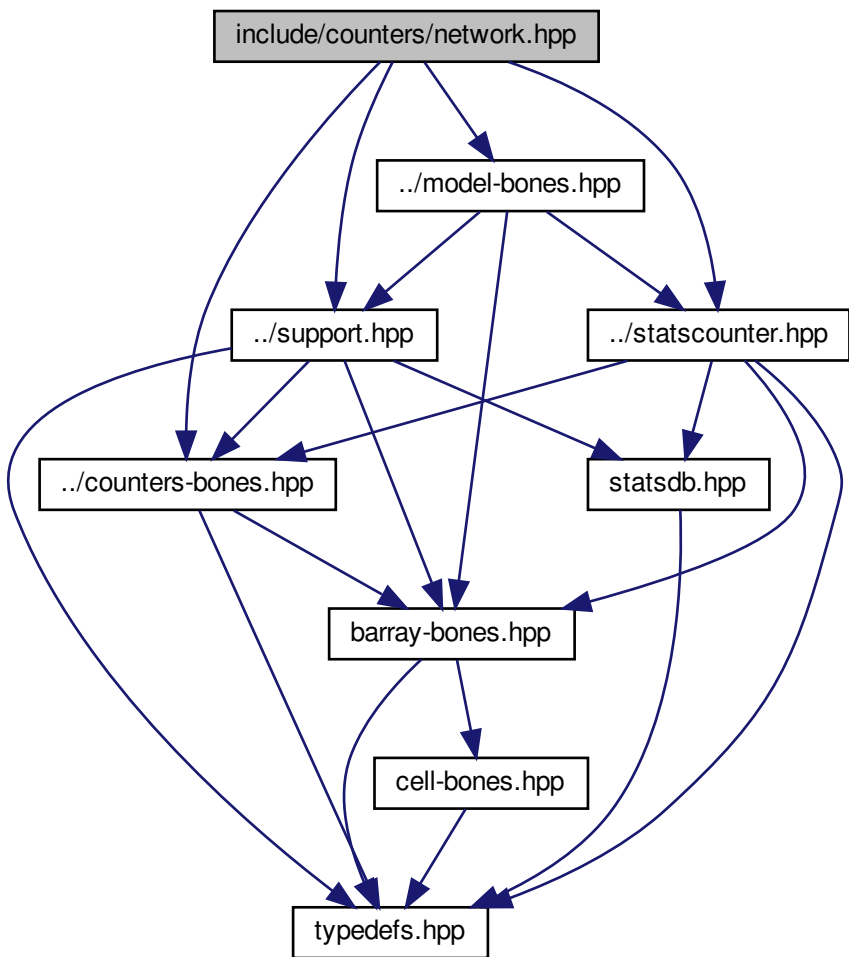 include/counters/network.hpp
../model-bones.hpp
../support.hpp
../statscounter.hpp
../counters-bones.hpp
statsdb.hpp
barray-bones.hpp
cell-bones.hpp
typedefs.hpp